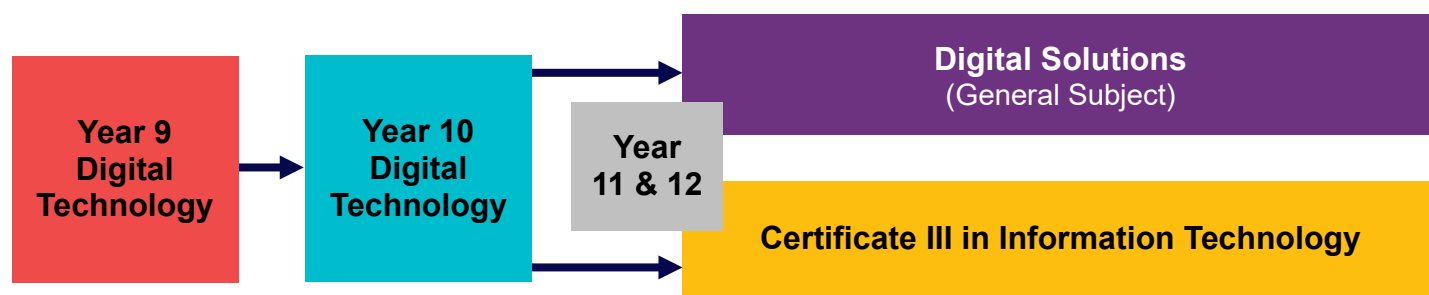 Year 9
Digital
Technology
Year 10
Digital
Technology
Year
11 & 12
Digital Solutions
(General Subject)
Certificate III in Information Technology